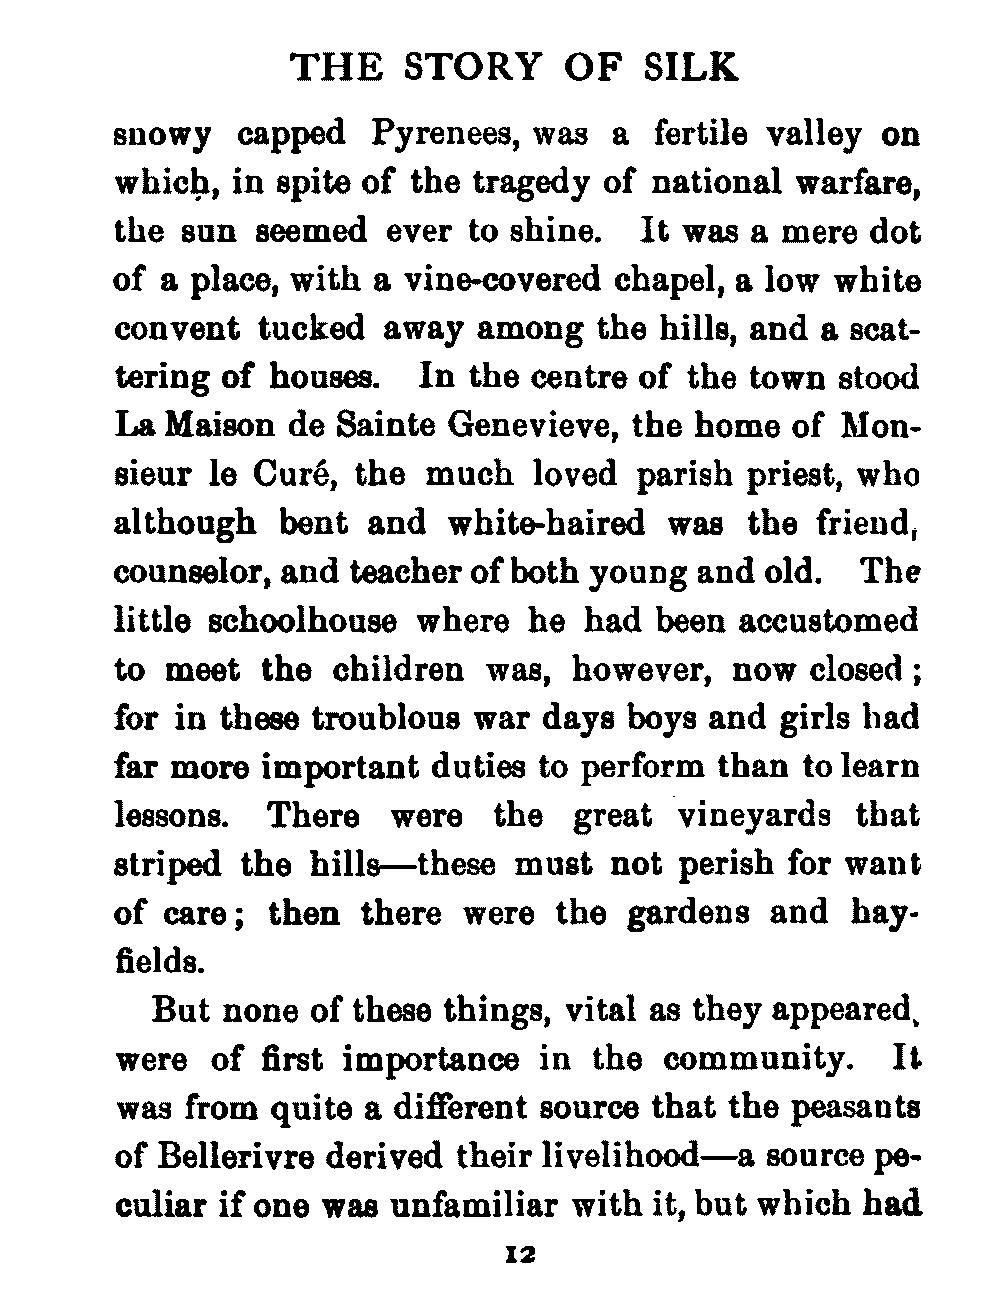 THE STORY OF SILK
snowy capped Pyrenees, was a fertile valley on
which, in spite of the tragedy of national warfare,
the sun seemed ever to shine. It was a mere dot
of a place, with a vine-covered chapel, a low white
convent tucked away among the hills, and a scat-
tering of houses. In the centre of the town stood
La Maison de Sainte Genevieve, the home of Mon-
sieur le Curé, the much loved parish priest, who
although bent and white-haired was the friend,
counselor, and teacher of both young and old. The
little schoolhouse where he had been accustomed
to meet the children was, however, now closed;
for in these troublous war days boys and girls had
far more important duties to perform than to learn
lessons. There were the great vineyards that
striped the hills—these must not perish for want
of care; then there were the gardens and hay-
fields.
But none of these things, vital as they appeared,
were of first importance in the community. It
was from quite a different source that the peasants
of Bellerivre derived their livelihood—a source pe-
culiar if one was unfamiliar with it, but which had
12